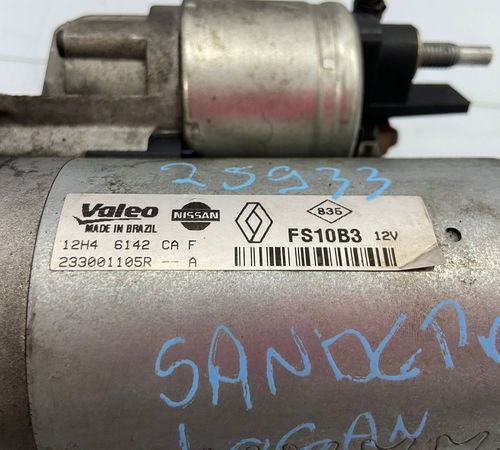 25933
Valeo NISSAN 835
MADE IN BRAZIL FS10B3 12V
12H4 6142 CA F
233001105R -- A
SANDERO
LOGAN